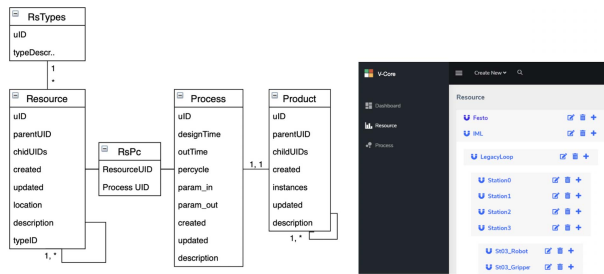 RsTypes
uID
typeDescr..
1
*
Resource
uID
parentUID
chidUIDs
created
updated
location
description
typeID
1, *
RsPc
ResourceUID
Process UID
Process
uID
designTime
outTime
percycle
param_in
param_out
created
updated
description
1, 1
Product
uID
parentUID
childUIDs
created
instances
updated
description
1, *
V-Core
Create New
Dashboard
Resource
Process
Resource
Festo
IML
LegacyLoop
Station0
Station1
Station2
Station3
St03_Robot
St03_Gripper